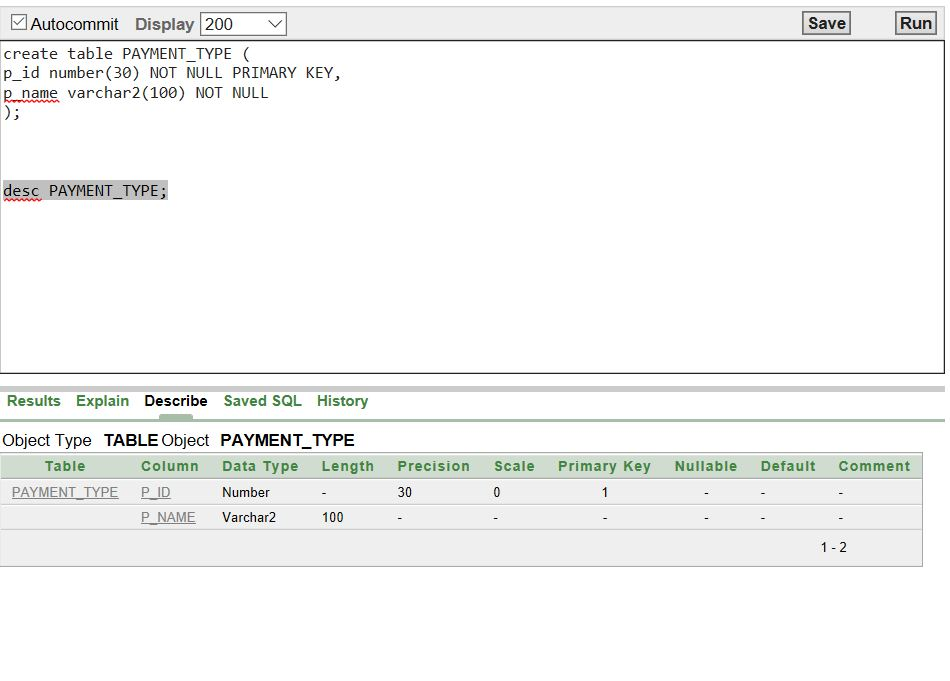 Autocommit Display 200 Save Run
create table PAYMENT_TYPE (
p_id number(30) NOT NULL PRIMARY KEY,
p_name varchar2(100) NOT NULL
);
desc PAYMENT_TYPE;
Results Explain Describe Saved SQL History
Object Type TABLE Object PAYMENT_TYPE
Table Column Data Type Length Precision Scale Primary Key Nullable Default Comment
PAYMENT_TYPE P_ID Number - 30 0 1 - - -
P_NAME Varchar2 100 - - - - - -
1 - 2